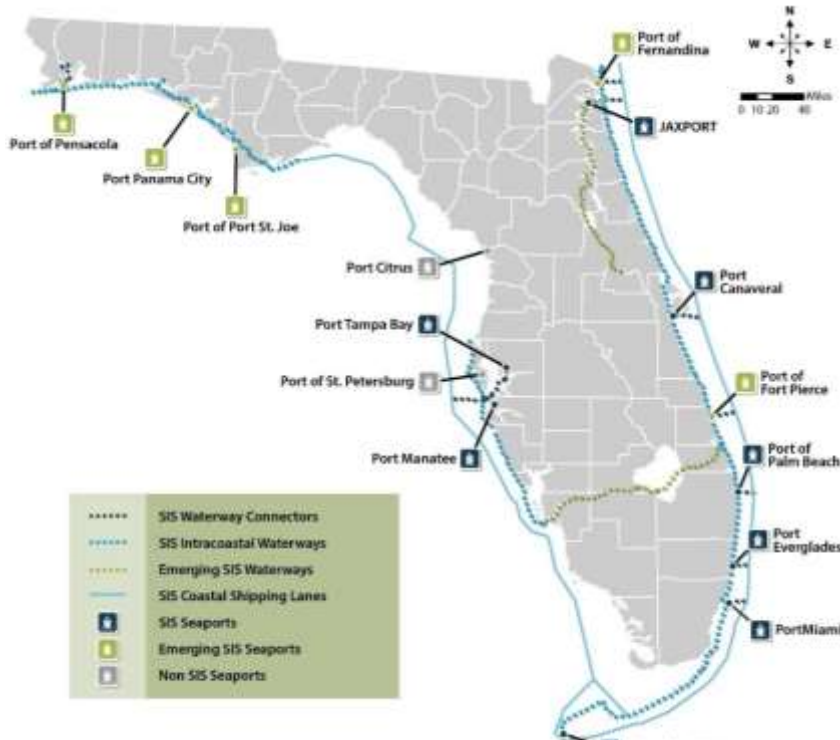 N
W E
S
Miles
0 10 20 40
Port of
Fernandina
JAXPORT
Port of Pensacola
Port Panama City
Port of Port St. Joe
Port Citrus
Port
Canaveral
Port Tampa Bay
Port of St. Petersburg
Port of
Fort Pierce
Port Manatee
Port of
Palm Beach
Port
Everglades
PortMiami
SIS Waterway Connectors
SIS Intracoastal Waterways
Emerging SIS Waterways
SIS Coastal Shipping Lanes
SIS Seaports
Emerging SIS Seaports
Non SIS Seaports